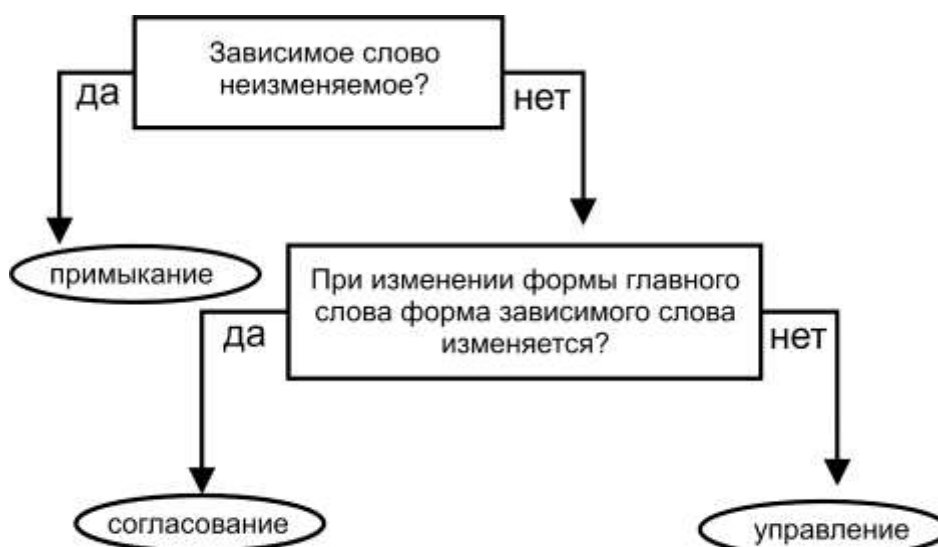 Зависимое слово
неизменяемое?
да
нет
примыкание
При изменении формы главного
слова форма зависимого слова
изменяется?
да
нет
согласование
управление